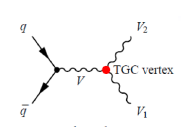 q
V₂
TGC vertex
V
q̅
V₁